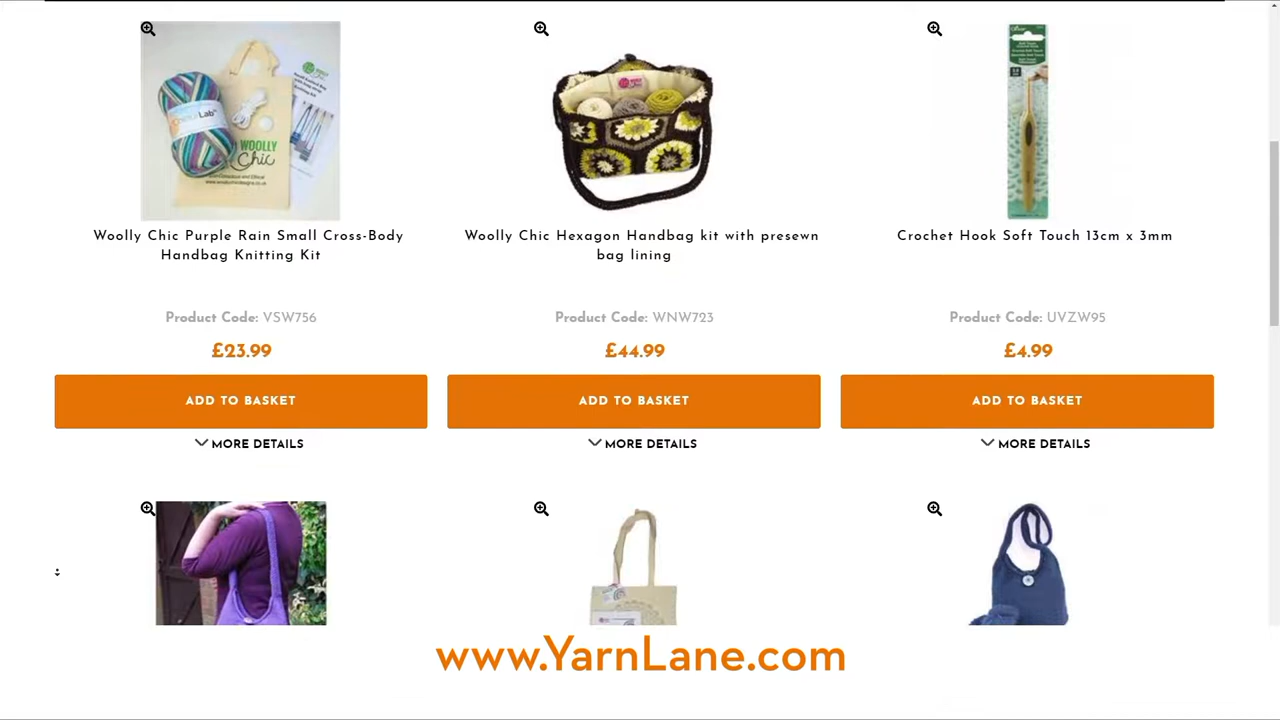 WOOLLY
Chic
Woolly Chic Purple Rain Small Cross-Body
Handbag Knitting Kit
Product Code: VSW756
£23.99
ADD TO BASKET
MORE DETAILS
Woolly Chic Hexagon Handbag kit with presewn
bag lining
Product Code: WNW723
£44.99
ADD TO BASKET
MORE DETAILS
Crochet Hook Soft Touch 13cm x 3mm
Product Code: UVZW95
£4.99
ADD TO BASKET
MORE DETAILS
www.YarnLane.com